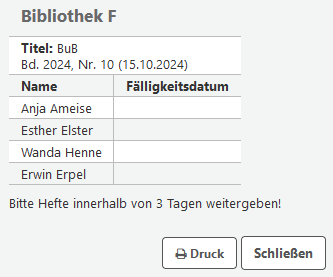 Bibliothek F
Titel: BuB
Bd. 2024, Nr. 10 (15.10.2024)
Name Fälligkeitsdatum
Anja Ameise
Esther Elster
Wanda Henne
Erwin Erpel
Bitte Hefte innerhalb von 3 Tagen weitergeben!
Druck Schließen